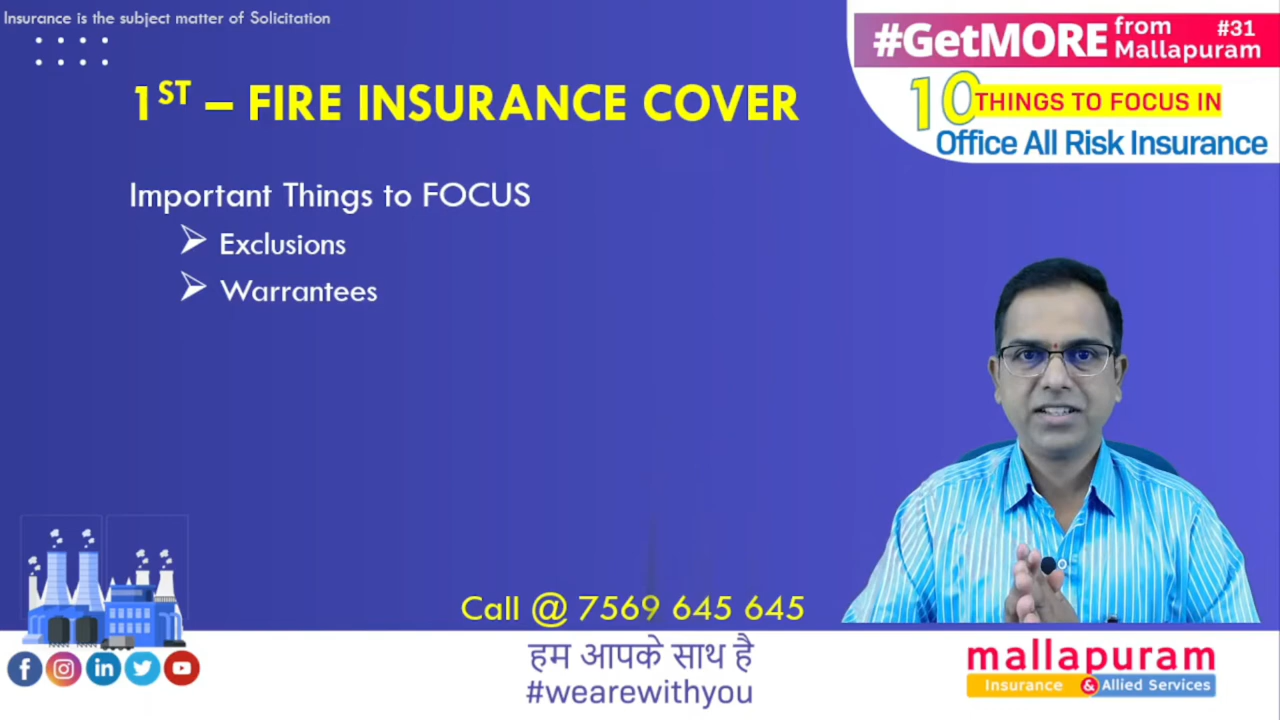 Insurance is the subject matter of Solicitation
#GetMORE from Mallapuram #31
10 THINGS TO FOCUS IN
Office All Risk Insurance
1ST – FIRE INSURANCE COVER
Important Things to FOCUS
Exclusions
Warrantees
Call @ 7569 645 645
हम आपके साथ है
#wearewithyou
mallapuram
Insurance & Allied Services